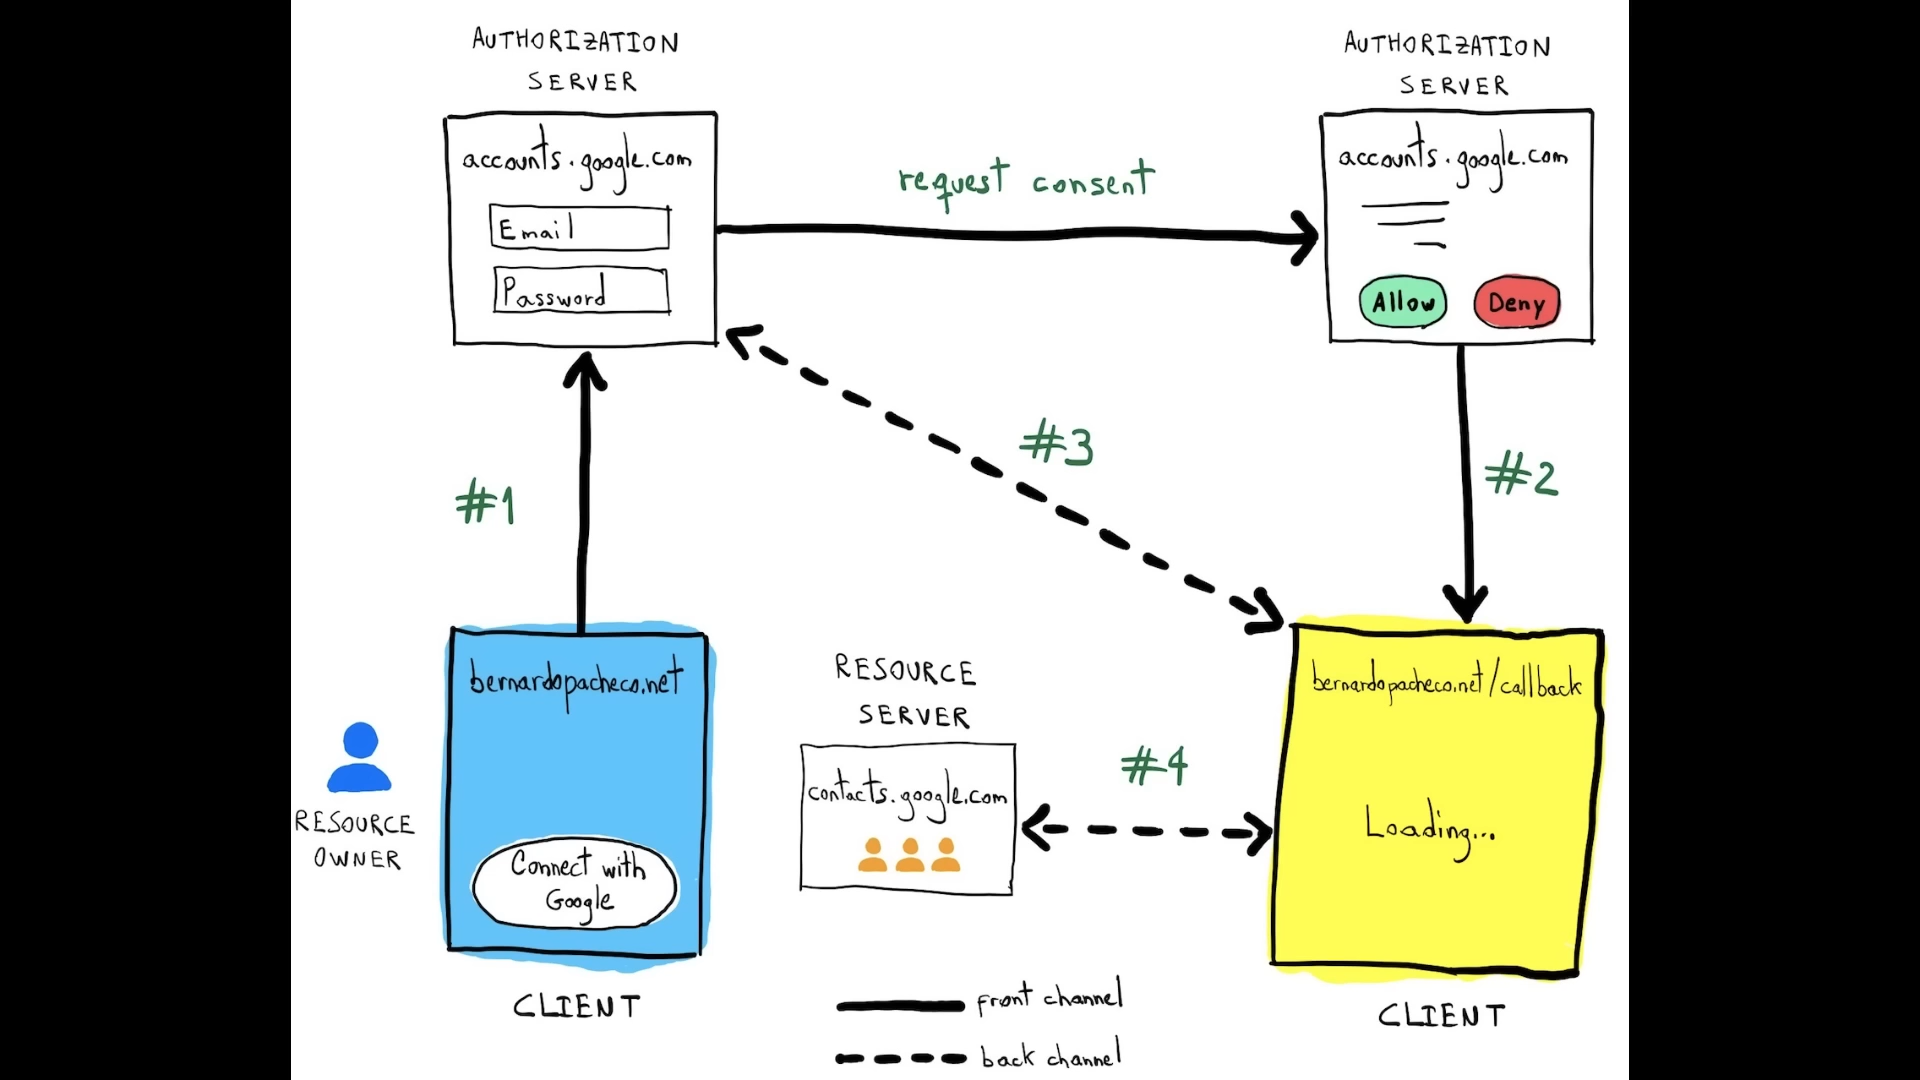 AUTHORIZATION
SERVER
accounts.google.com
Email
Password
request consent
AUTHORIZATION
SERVER
accounts.google.com
Allow
Deny
#1
#3
#2
RESOURCE
OWNER
bernardopacheco.net
Connect with
Google
CLIENT
RESOURCE
SERVER
contacts.google.com
#4
bernardopacheco.net/callback
Loading...
CLIENT
front channel
back channel